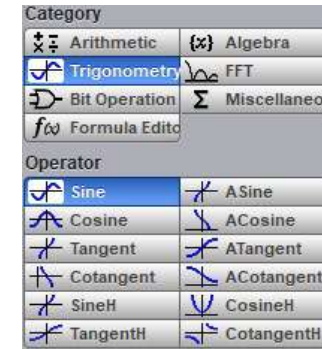 Category
Arithmetic {x} Algebra
Trigonometry FFT
Bit Operation Σ Miscellaneo
f(x) Formula Edito
Operator
Sine ASine
Cosine ACosine
Tangent ATangent
Cotangent ACotangent
SineH CosineH
TangentH CotangentH